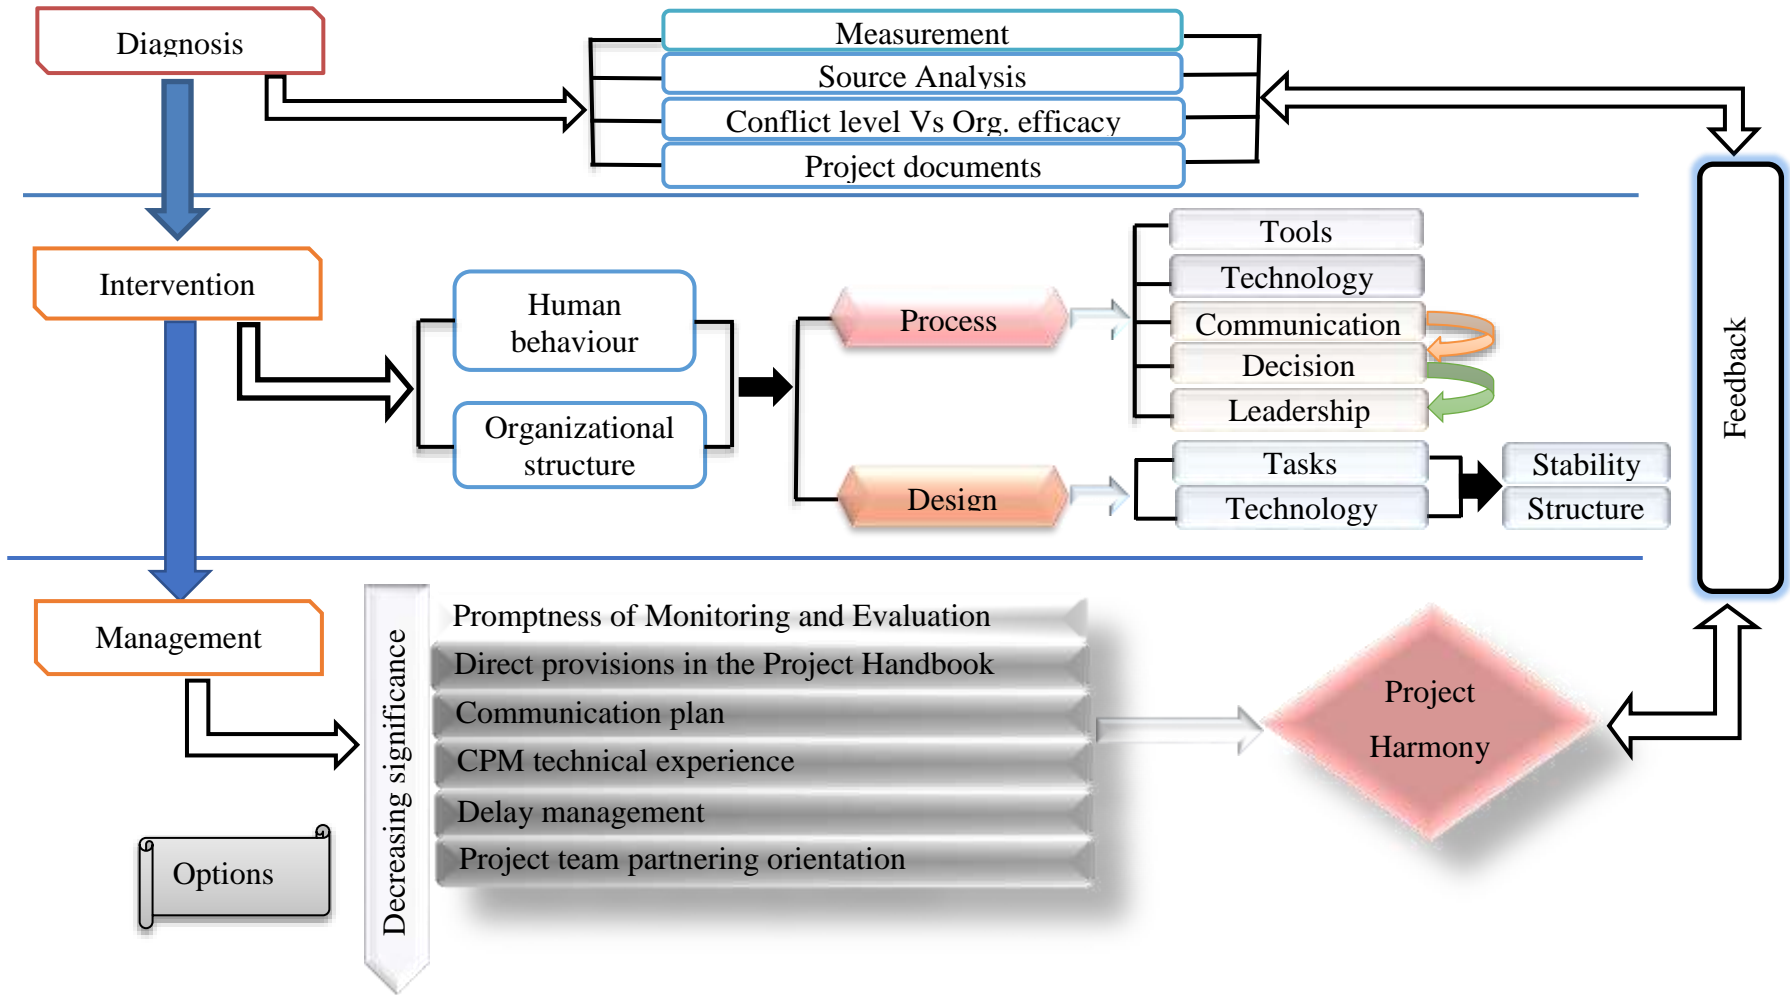 Diagnosis
Measurement
Source Analysis
Conflict level Vs Org. efficacy
Project documents
Intervention
Human
behaviour
Organizational
structure
Process
Design
Tools
Technology
Communication
Decision
Leadership
Tasks
Technology
Stability
Structure
Feedback
Management
Options
Decreasing significance
Promptness of Monitoring and Evaluation
Direct provisions in the Project Handbook
Communication plan
CPM technical experience
Delay management
Project team partnering orientation
Project
Harmony